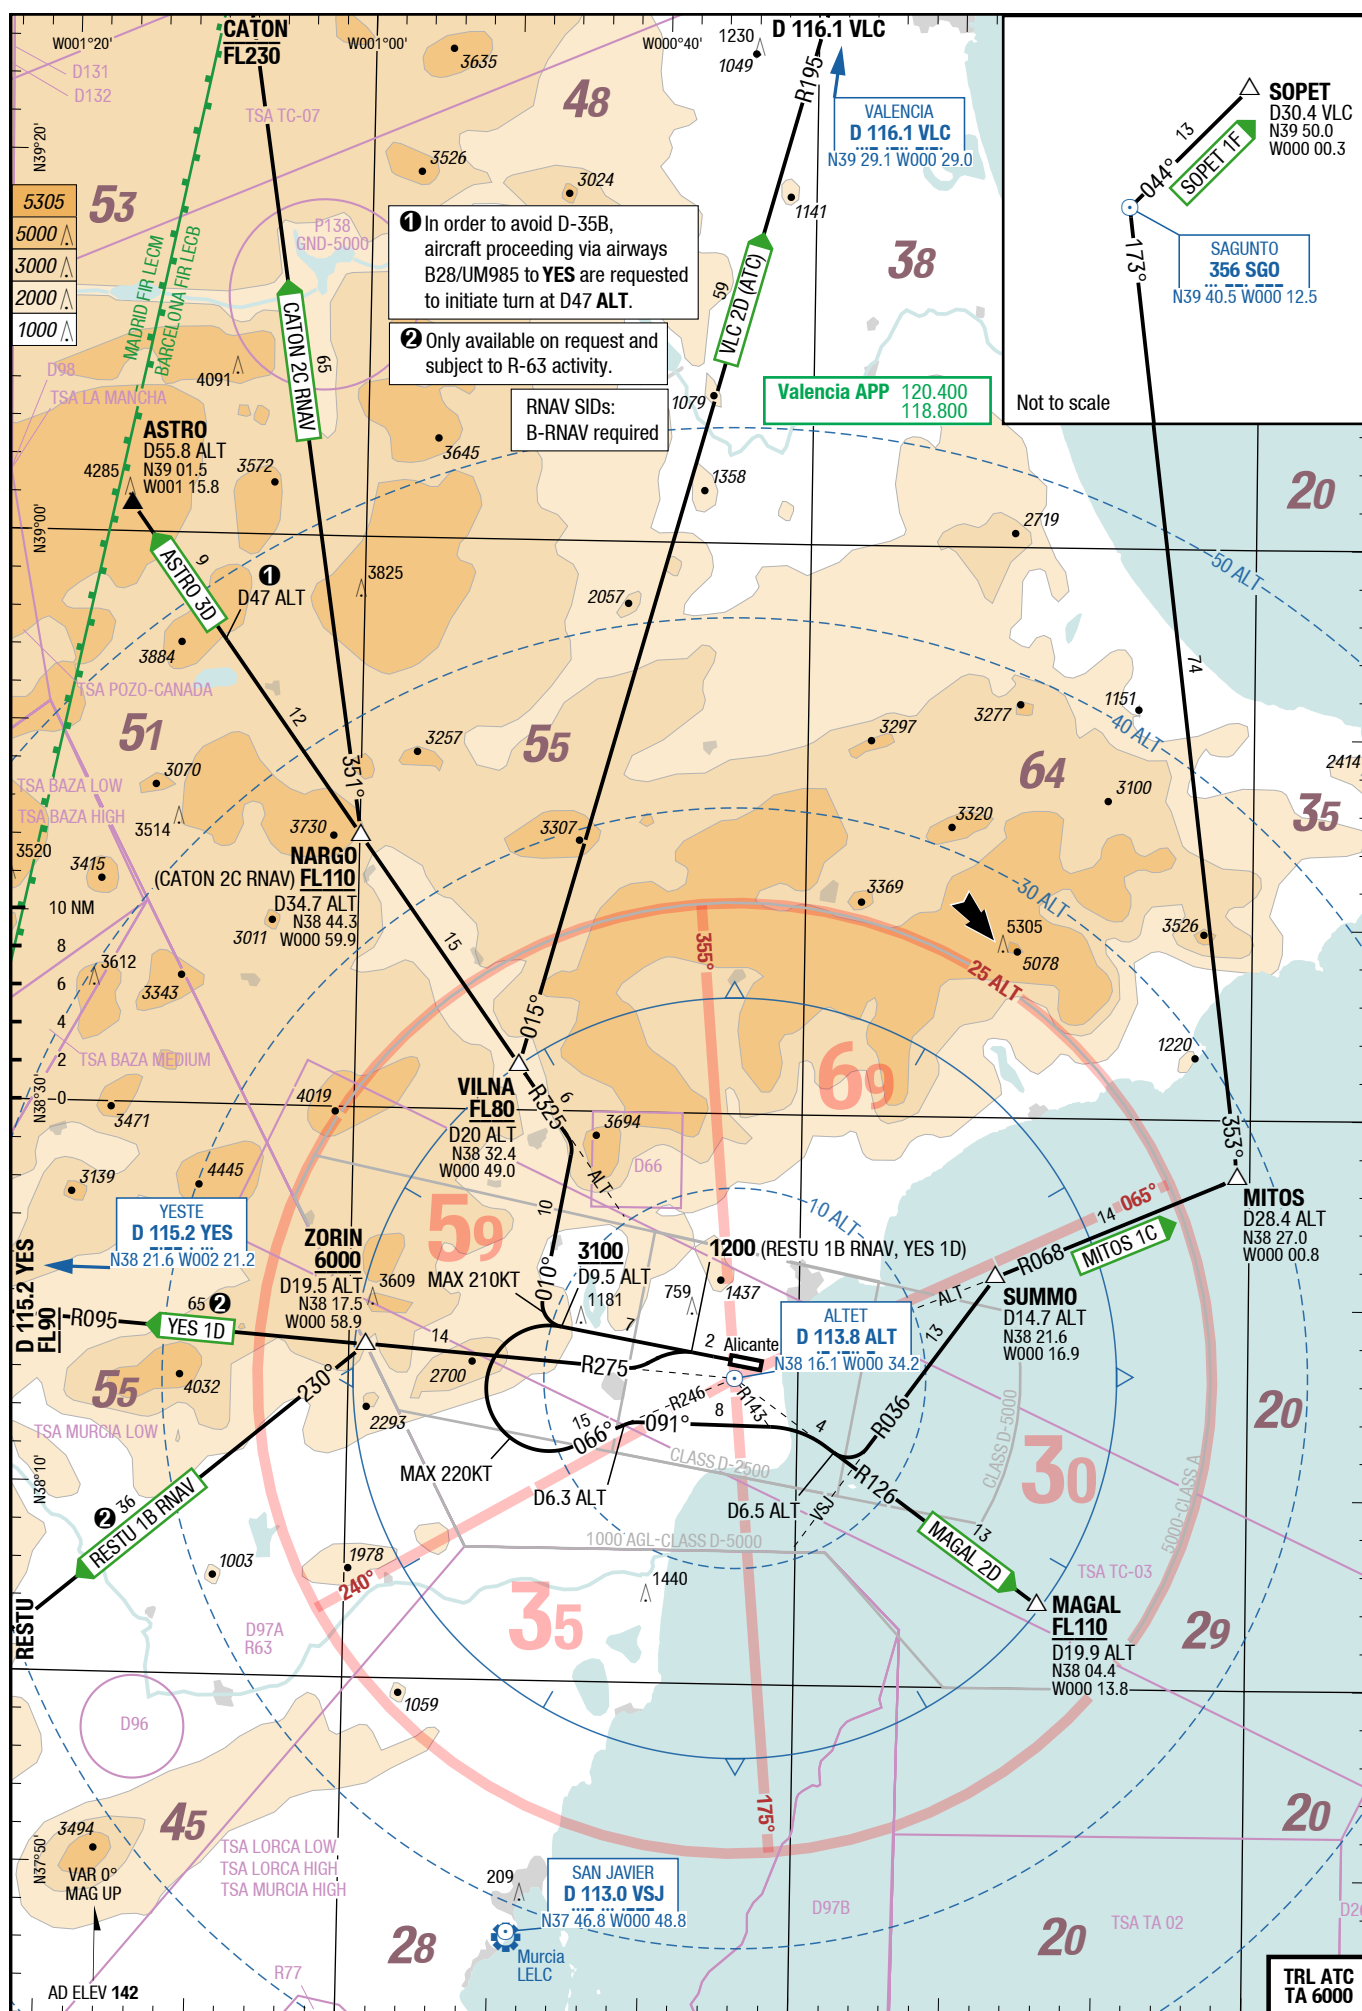 CATON
FL230
W001°20'
W001°00'
W000°40'
D 116.1 VLC
1230
1049
3635
48
D131
D132
TSA TC-07
R195
VALENCIA
D 116.1 VLC
N39 29.1 W000 29.0
SOPET
D30.4 VLC
N39 50.0
W000 00.3
13
044°
SOPET 1F
173°
SAGUNTO
356 SGO
N39 40.5 W000 12.5
Not to scale
N39°20'
53
5305
5000
3000
2000
1000
3526
3024
1141
38
P138
GND-5000
MADRID FIR LECM
BARCELONA FIR LECB
1 In order to avoid D-35B,
aircraft proceeding via airways
B28/UM985 to YES are requested
to initiate turn at D47 ALT.
2 Only available on request and
subject to R-63 activity.
RNAV SIDs:
B-RNAV required
CATON 2C RNAV
65
59
VLC 2D (ATC)
Valencia APP 120.400
118.800
D98
TSA LA MANCHA
4091
1079
ASTRO
D55.8 ALT
N39 01.5
W001 15.8
4285
3572
3645
1358
20
N39°00'
2719
50 ALT
9
ASTRO 3D
1
D47 ALT
3825
2057
3884
TSA POZO-CANADA
74
51
12
3257
55
3297
3277
1151
40 ALT
64
2414
3070
TSA BAZA LOW
TSA BAZA HIGH
3514
351°
3100
35
3520
3415
3730
NARGO
(CATON 2C RNAV) FL110
D34.7 ALT
N38 44.3
W000 59.9
3307
3320
10 NM
8
6
4
2
0
3011
15
3369
30 ALT
5305
5078
3526
3612
3343
355°
25 ALT
TSA BAZA MEDIUM
015°
69
1220
VILNA
FL80
D20 ALT
N38 32.4
W000 49.0
R325
6
N38°30'
4019
3471
3694
D66
353°
ALT
3139
4445
YESTE
D 115.2 YES
N38 21.6 W002 21.2
59
10
10 ALT
065°
14
MITOS
D28.4 ALT
N38 27.0
W000 00.8
MITOS 1C
R068
D 115.2 YES
FL90
R095
65 2
YES 1D
ZORIN
6000
D19.5 ALT
N38 17.5
W000 58.9
3609
MAX 210KT
010°
3100
D9.5 ALT
1181
1200 (RESTU 1B RNAV, YES 1D)
759
1437
ALT
SUMMO
D14.7 ALT
N38 21.6
W000 16.9
ALTET
D 113.8 ALT
N38 16.1 W000 34.2
14
7
2
Alicante
13
R275
2700
55
4032
230°
2293
R246
R143
15
066°
091°
8
4
R036
20
TSA MURCIA LOW
CLASS D-2500
CLASS D-5000
5000-CLASS A
MAX 220KT
N38°10'
30
D6.3 ALT
D6.5 ALT
VSJ
R126
2 36
RESTU 1B RNAV
RESTU
1003
1978
240°
1000 AGL-CLASS D-5000
1440
13
MAGAL 2D
TSA TC-03
MAGAL
FL110
D19.9 ALT
N38 04.4
W000 13.8
29
D97A
R63
35
D96
1059
175°
45
20
3494
N37°50'
VAR 0°
MAG UP
TSA LORCA LOW
TSA LORCA HIGH
TSA MURCIA HIGH
209
SAN JAVIER
D 113.0 VSJ
N37 46.8 W000 48.8
D97B
TSA TA 02
28
20
Murcia
LELC
R77
AD ELEV 142
TRL ATC
TA 6000